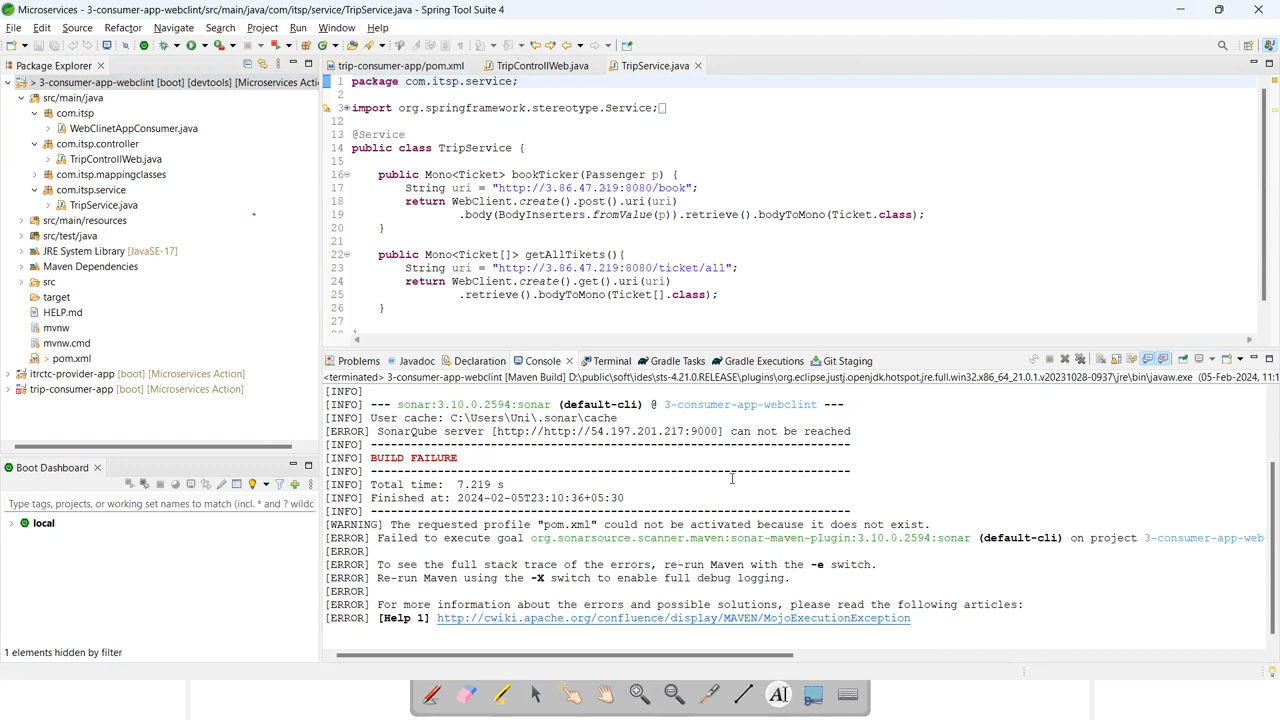 Microservices - 3-consumer-app-webclint/src/main/java/com/itsp/service/TripService.java - Spring Tool Suite 4
File Edit Source Refactor Navigate Search Project Run Window Help
Package Explorer
> 3-consumer-app-webclint [boot] [devtools] [Microservices Acti
src/main/java
com.itsp
WebClinetAppConsumer.java
com.itsp.controller
TripControllWeb.java
com.itsp.mappingclasses
com.itsp.service
TripService.java
src/main/resources
src/test/java
JRE System Library [JavaSE-17]
Maven Dependencies
src
target
HELP.md
mvnw
mvnw.cmd
> pom.xml
itrctc-provider-app [boot] [Microservices Action]
trip-consumer-app [boot] [Microservices Action]
Boot Dashboard
Type tags, projects, or working set names to match (incl. * and ? wildc
local
1 elements hidden by filter
trip-consumer-app/pom.xml TripControllWeb.java TripService.java
1 package com.itsp.service;
2
3 import org.springframework.stereotype.Service;
12
13 @Service
14 public class TripService {
15
16 public Mono<Ticket> bookTicker(Passenger p) {
17 String uri = "http://3.86.47.219:8080/book";
18 return WebClient.create().post().uri(uri)
19 .body(BodyInserters.fromValue(p)).retrieve().bodyToMono(Ticket.class);
20 }
21
22 public Mono<Ticket[]> getAllTikets(){
23 String uri = "http://3.86.47.219:8080/ticket/all";
24 return WebClient.create().get().uri(uri)
25 .retrieve().bodyToMono(Ticket[].class);
26 }
27
Problems Javadoc Declaration Console Terminal Gradle Tasks Gradle Executions Git Staging
<terminated> 3-consumer-app-webclint [Maven Build] D:\public\soft\ides\sts-4.21.0.RELEASE\plugins\org.eclipse.justj.openjdk.hotspot.jre.full.win32.x86_64_21.0.1.v20231028-0937\jre\bin\javaw.exe (05-Feb-2024, 11:1
[INFO]
[INFO] --- sonar:3.10.0.2594:sonar (default-cli) @ 3-consumer-app-webclint ---
[INFO] User cache: C:\Users\Uni\.sonar\cache
[ERROR] SonarQube server [http://http://54.197.201.217:9000] can not be reached
[INFO] ------------------------------------------------------------------------
[INFO] BUILD FAILURE
[INFO] ------------------------------------------------------------------------
[INFO] Total time: 7.219 s
[INFO] Finished at: 2024-02-05T23:10:36+05:30
[INFO] ------------------------------------------------------------------------
[WARNING] The requested profile "pom.xml" could not be activated because it does not exist.
[ERROR] Failed to execute goal org.sonarsource.scanner.maven:sonar-maven-plugin:3.10.0.2594:sonar (default-cli) on project 3-consumer-app-web
[ERROR]
[ERROR] To see the full stack trace of the errors, re-run Maven with the -e switch.
[ERROR] Re-run Maven using the -X switch to enable full debug logging.
[ERROR]
[ERROR] For more information about the errors and possible solutions, please read the following articles:
[ERROR] [Help 1] http://cwiki.apache.org/confluence/display/MAVEN/MojoExecutionException